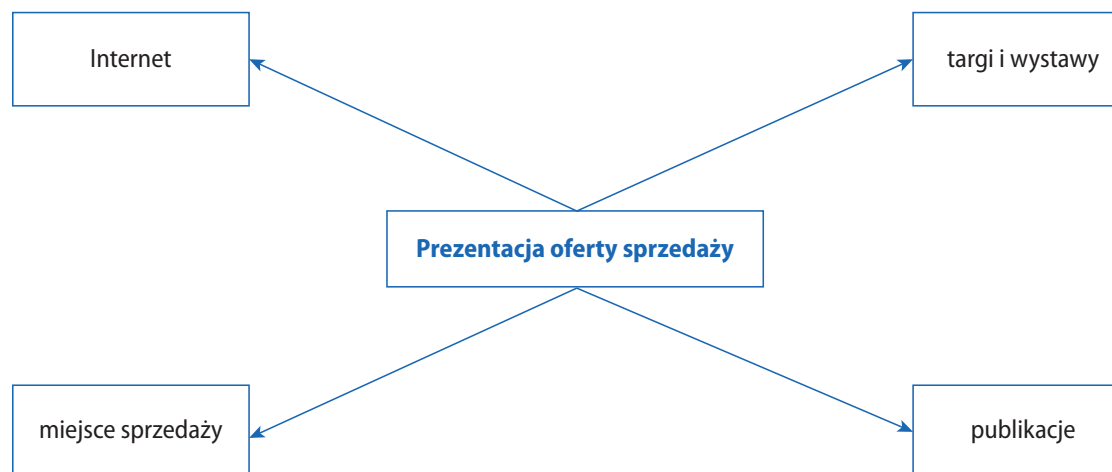 Internet
targi i wystawy
Prezentacja oferty sprzedaży
miejsce sprzedaży
publikacje